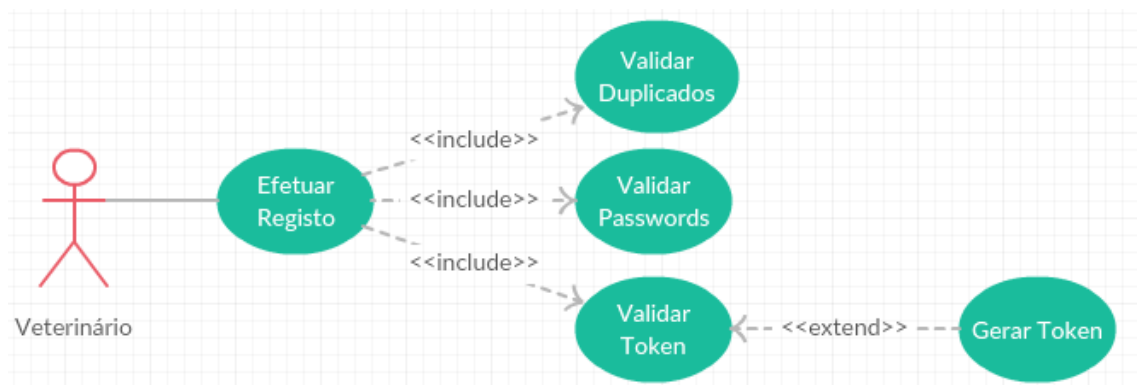 Validar
Duplicados
<<include>>
Efetuar
Registo
<<include>>
Validar
Passwords
<<include>>
Veterinário
Validar
Token
<<extend>>
Gerar Token